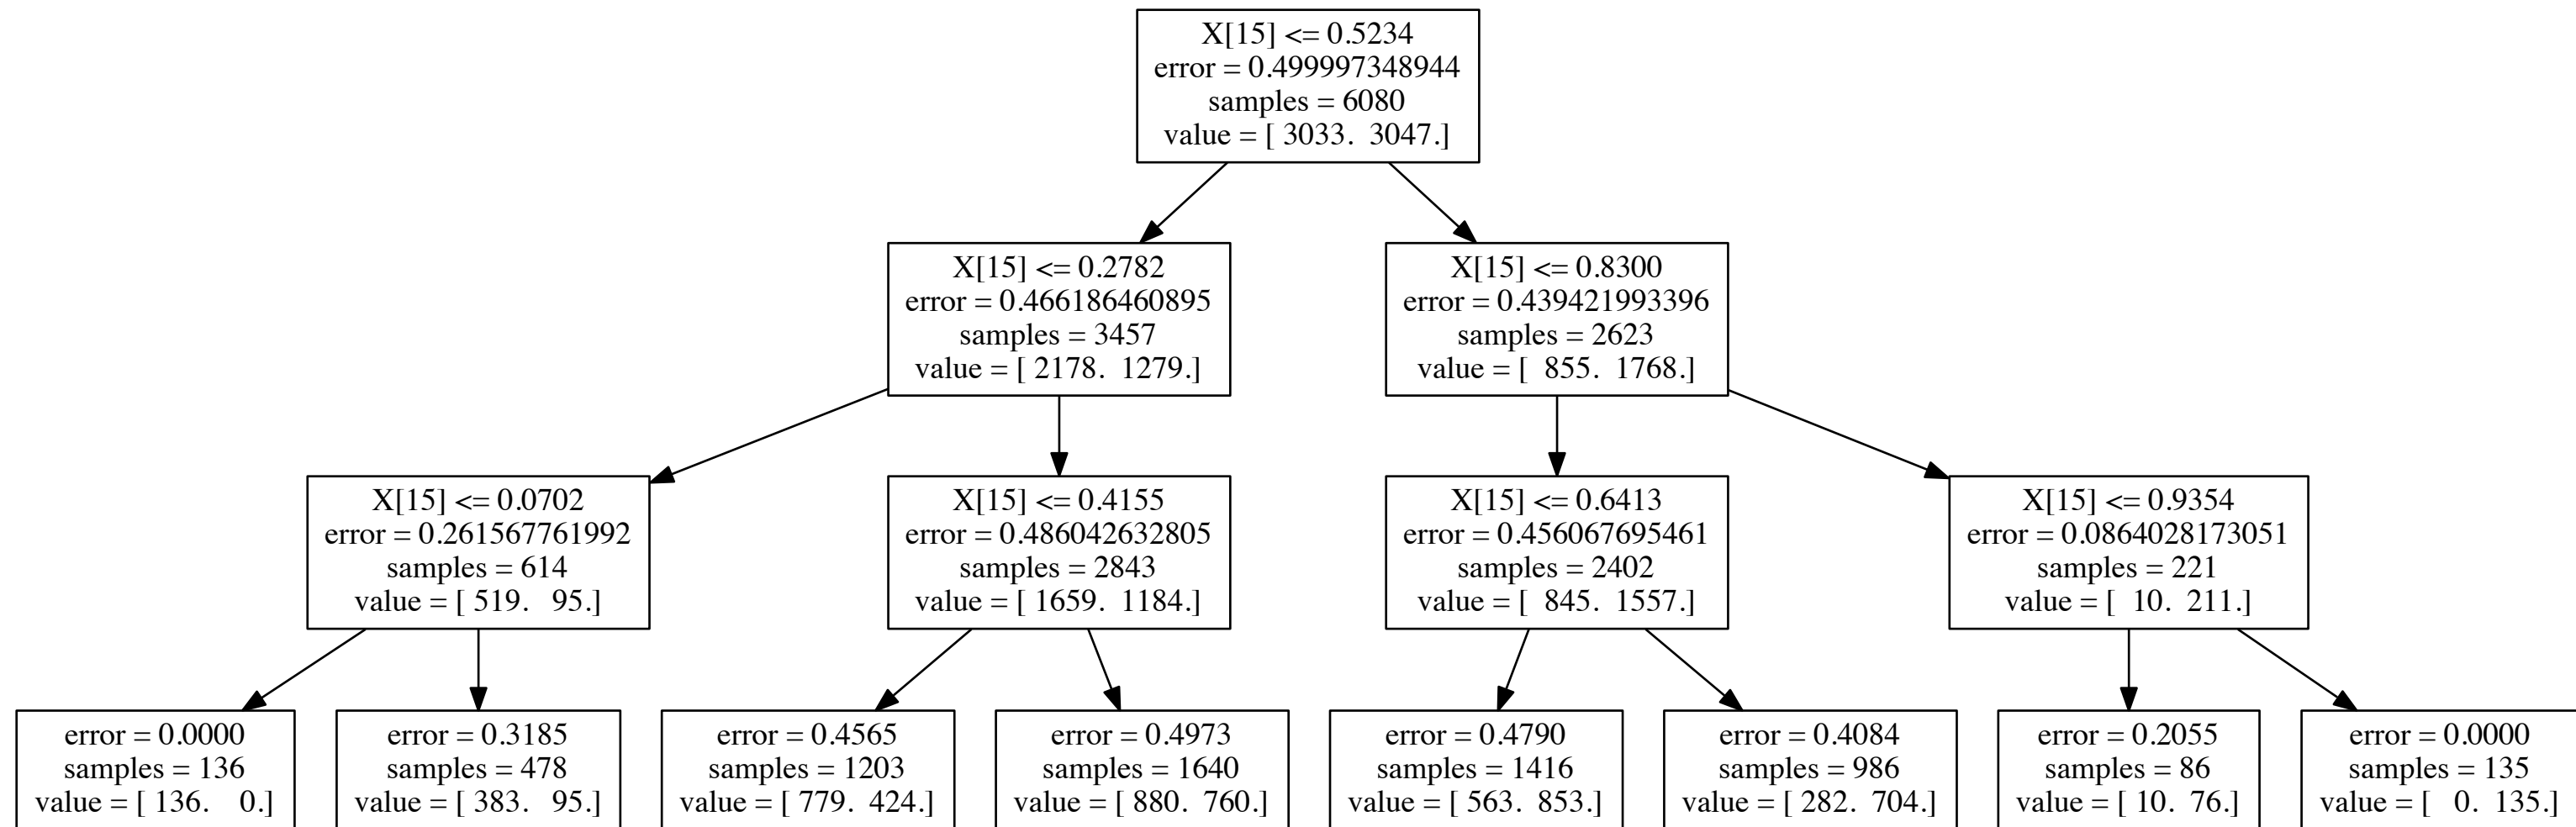 X[15] <= 0.5234
error = 0.499997348944
samples = 6080
value = [ 3033.  3047.]
X[15] <= 0.2782
error = 0.466186460895
samples = 3457
value = [ 2178.  1279.]
X[15] <= 0.8300
error = 0.439421993396
samples = 2623
value = [  855.  1768.]
X[15] <= 0.0702
error = 0.261567761992
samples = 614
value = [ 519.   95.]
X[15] <= 0.4155
error = 0.486042632805
samples = 2843
value = [ 1659.  1184.]
X[15] <= 0.6413
error = 0.456067695461
samples = 2402
value = [  845.  1557.]
X[15] <= 0.9354
error = 0.0864028173051
samples = 221
value = [  10.  211.]
error = 0.0000
samples = 136
value = [ 136.    0.]
error = 0.3185
samples = 478
value = [ 383.   95.]
error = 0.4565
samples = 1203
value = [ 779.  424.]
error = 0.4973
samples = 1640
value = [ 880.  760.]
error = 0.4790
samples = 1416
value = [ 563.  853.]
error = 0.4084
samples = 986
value = [ 282.  704.]
error = 0.2055
samples = 86
value = [ 10.  76.]
error = 0.0000
samples = 135
value = [   0.  135.]